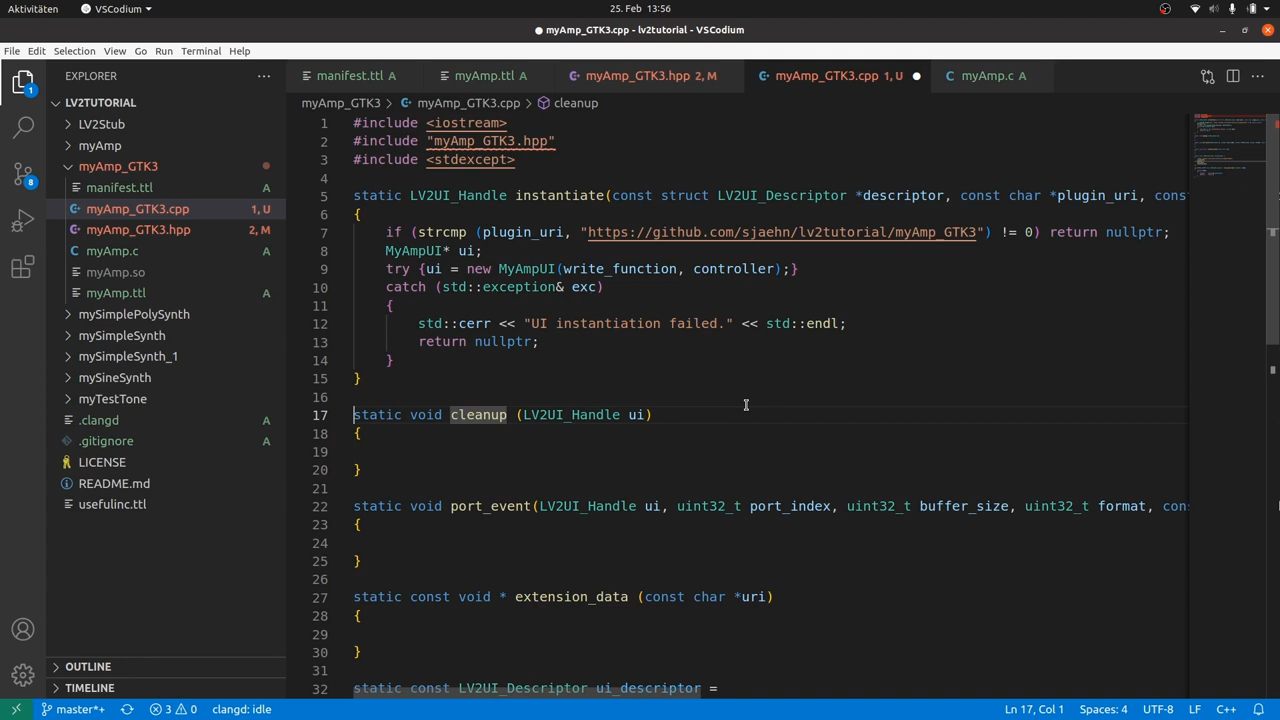 Aktivitäten
VSCodium
25. Feb 13:56
myAmp_GTK3.cpp - lv2tutorial - VSCodium
File Edit Selection View Go Run Terminal Help
EXPLORER
manifest.ttl A
myAmp.ttl A
myAmp_GTK3.hpp 2, M
myAmp_GTK3.cpp 1, U
myAmp.c A
LV2TUTORIAL
LV2Stub
myAmp
myAmp_GTK3
manifest.ttl A
myAmp_GTK3.cpp 1, U
myAmp_GTK3.hpp 2, M
myAmp.c A
myAmp.so
myAmp.ttl A
mySimplePolySynth
mySimpleSynth
mySimpleSynth_1
mySineSynth
myTestTone
.clangd A
.gitignore A
LICENSE
README.md
usefulinc.ttl
OUTLINE
TIMELINE
1
8
myAmp_GTK3 > myAmp_GTK3.cpp > cleanup
1 #include <iostream>
2 #include "myAmp_GTK3.hpp"
3 #include <stdexcept>
4
5 static LV2UI_Handle instantiate(const struct LV2UI_Descriptor *descriptor, const char *plugin_uri, cons
6 {
7 if (strcmp (plugin_uri, "https://github.com/sjaehn/lv2tutorial/myAmp_GTK3") != 0) return nullptr;
8 MyAmpUI* ui;
9 try {ui = new MyAmpUI(write_function, controller);}
10 catch (std::exception& exc)
11 {
12 std::cerr << "UI instantiation failed." << std::endl;
13 return nullptr;
14 }
15 }
16
17 static void cleanup (LV2UI_Handle ui)
18 {
19
20 }
21
22 static void port_event(LV2UI_Handle ui, uint32_t port_index, uint32_t buffer_size, uint32_t format, con
23 {
24
25 }
26
27 static const void * extension_data (const char *uri)
28 {
29
30 }
31
32 static const LV2UI_Descriptor ui_descriptor =
master*+
3 0
clangd: idle
Ln 17, Col 1
Spaces: 4
UTF-8
LF
C++